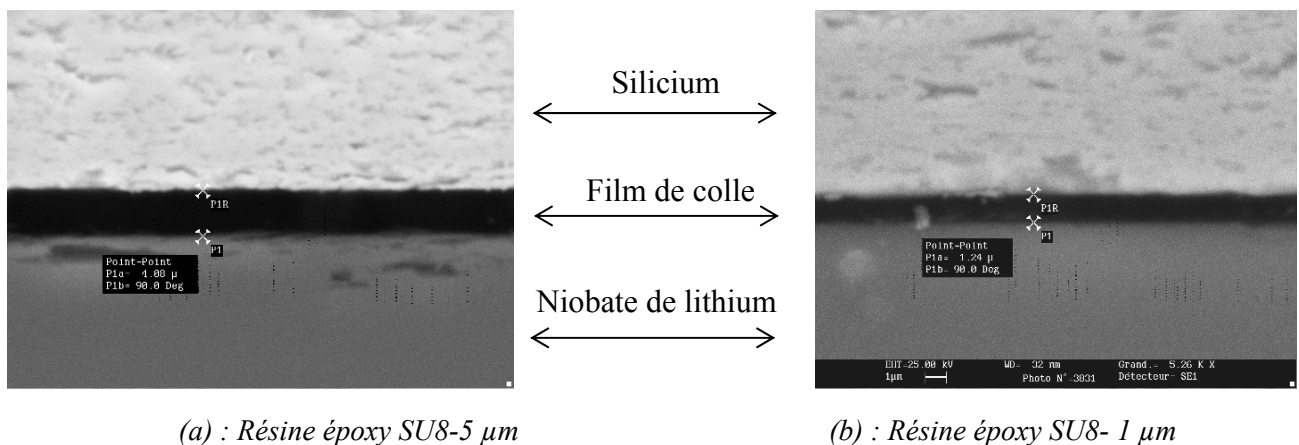 Silicium
Film de colle
Niobate de lithium
P1R
P1
Point-Point
P1a= 4.08 µ
P1b= 90.0 Deg
P1R
P1
Point-Point
P1a= 1.24 µ
P1b= 90.0 Deg
EHT=25.00 kV WD= 32 mm Grand.= 5.26 K X
1µm Photo N°=3831 Détecteur= SE1
(a) : Résine époxy SU8-5 µm
(b) : Résine époxy SU8- 1 µm